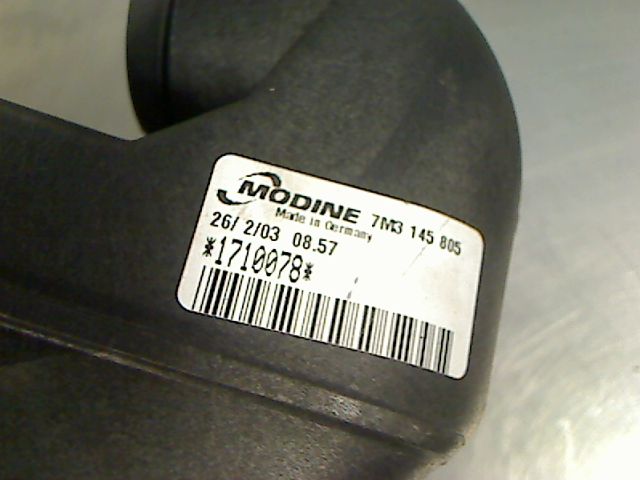 MODINE 7M3 145 805
Made in Germany
26/ 2/03 08.57
*1710078*